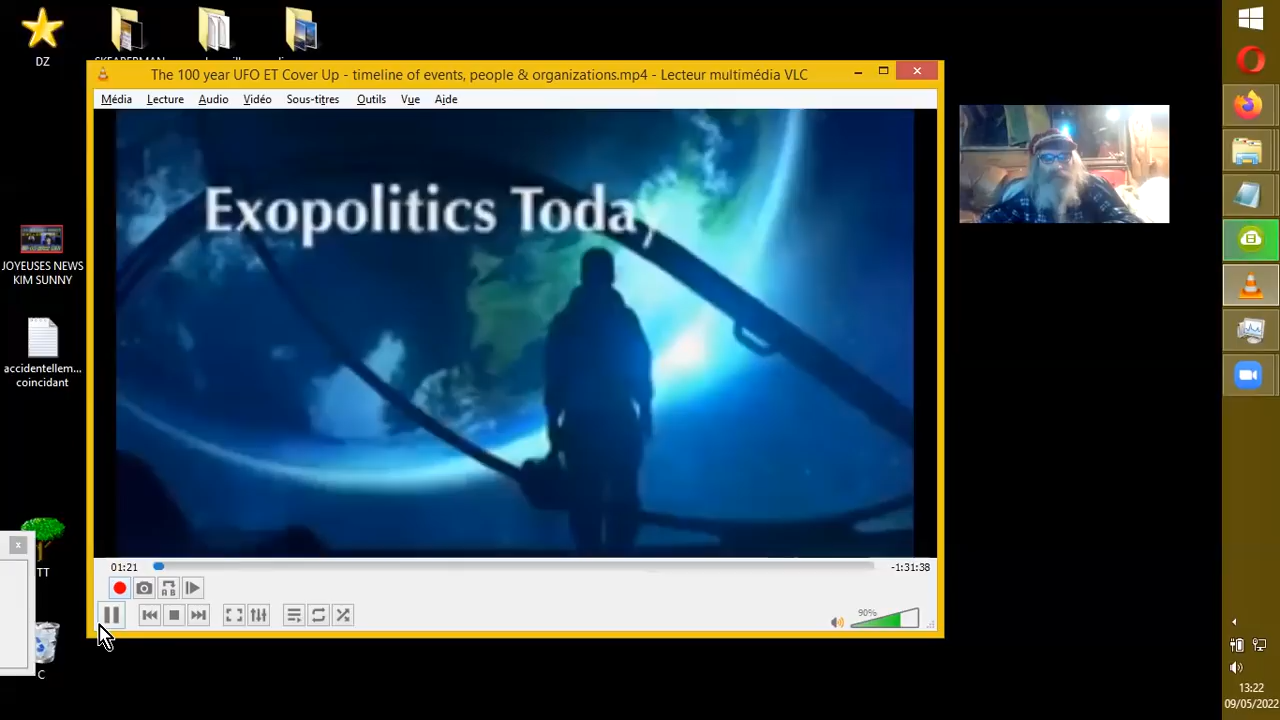 DZ
The 100 year UFO ET Cover Up - timeline of events, people & organizations.mp4 - Lecteur multimédia VLC
Média Lecture Audio Vidéo Sous-titres Outils Vue Aide
Exopolitics Today
JOYEUSES NEWS
KIM SUNNY
accidentellem...
coincidant
x
TT
C
01:21
-1:31:38
A B
90%
13:22
09/05/2022